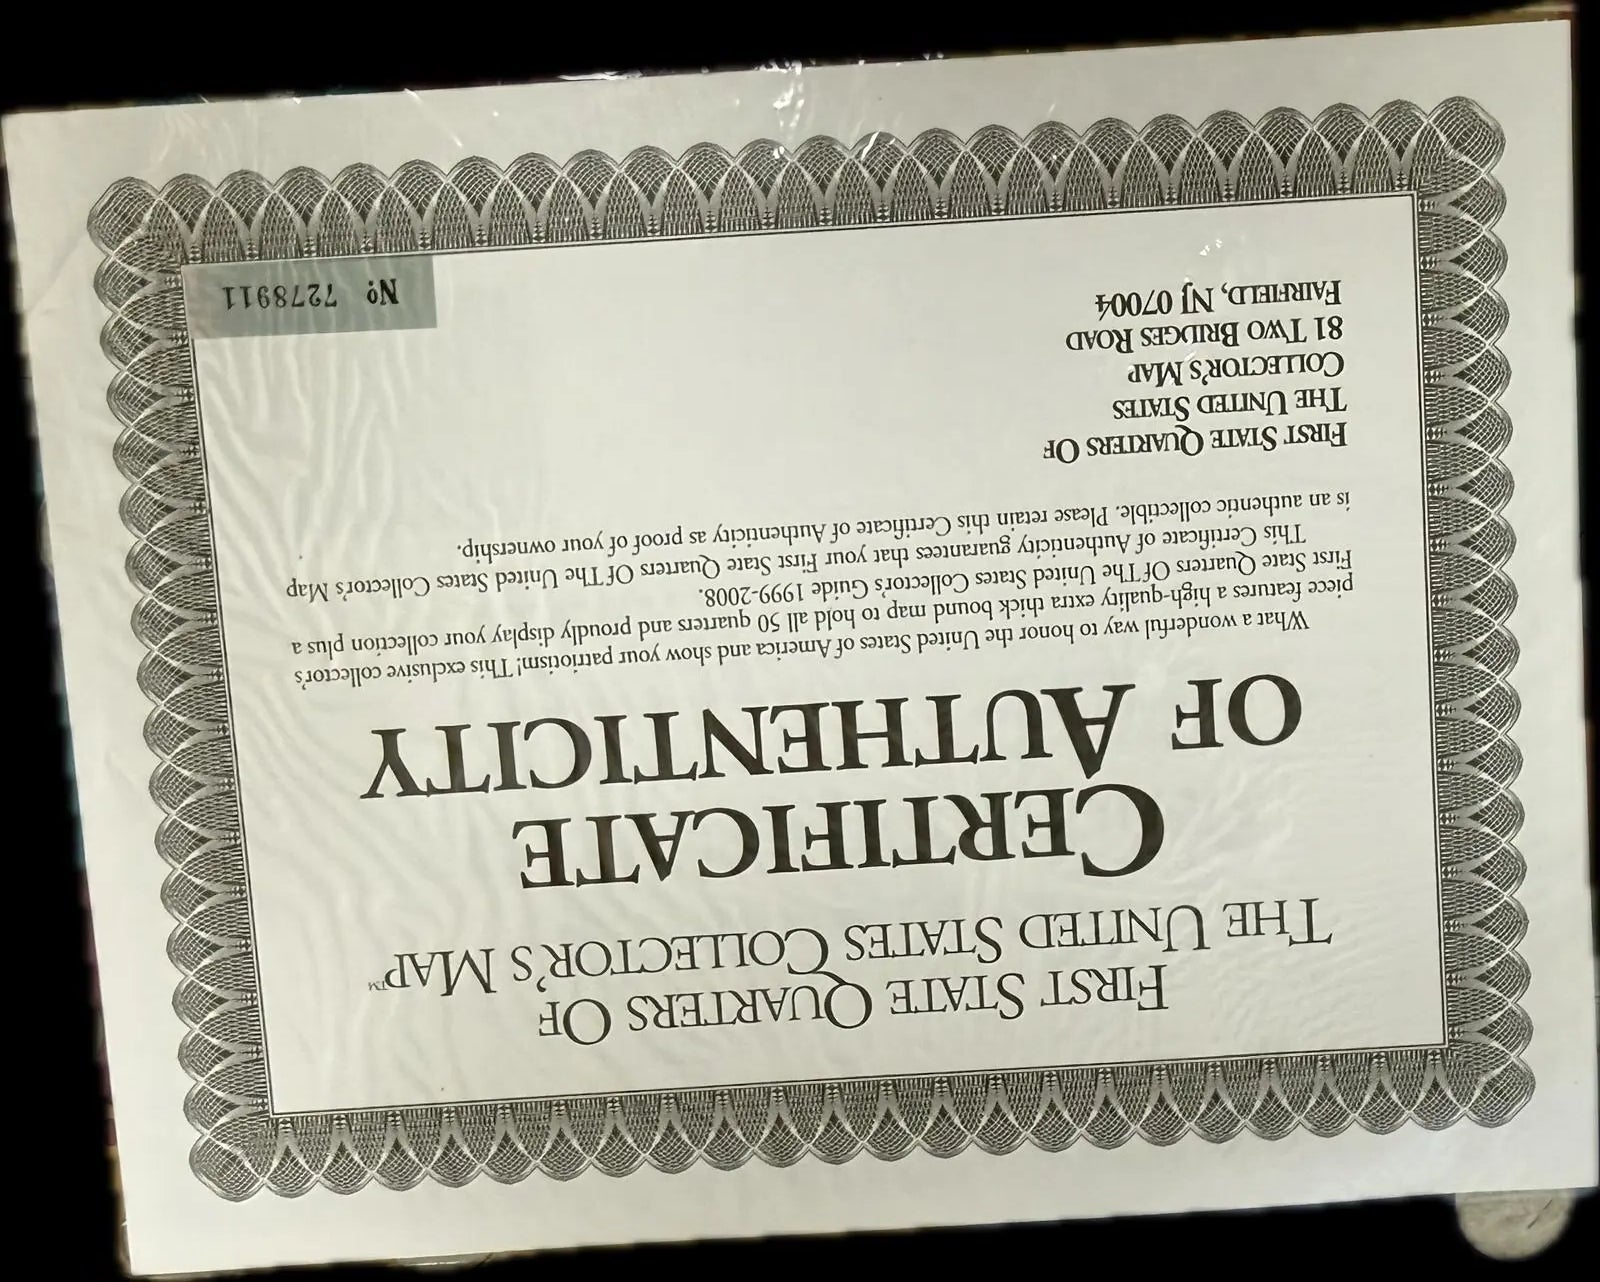 FIRST STATE QUARTERS OF
THE UNITED STATES COLLECTOR'S MAP™
CERTIFICATE
OF AUTHENTICITY
What a wonderful way to honor the United States of America and show your patriotism! This exclusive collector's
piece features a high-quality extra thick bound map to hold all 50 quarters and proudly display your collection plus a
First State Quarters Of The United States Collector's Guide 1999-2008.
This Certificate of Authenticity guarantees that your First State Quarters Of The United States Collector's Map
is an authentic collectible. Please retain this Certificate of Authenticity as proof of your ownership.
FIRST STATE QUARTERS OF
THE UNITED STATES
COLLECTOR'S MAP
81 TWO BRIDGES ROAD
FAIRFIELD, NJ 07004
Nº 7278911